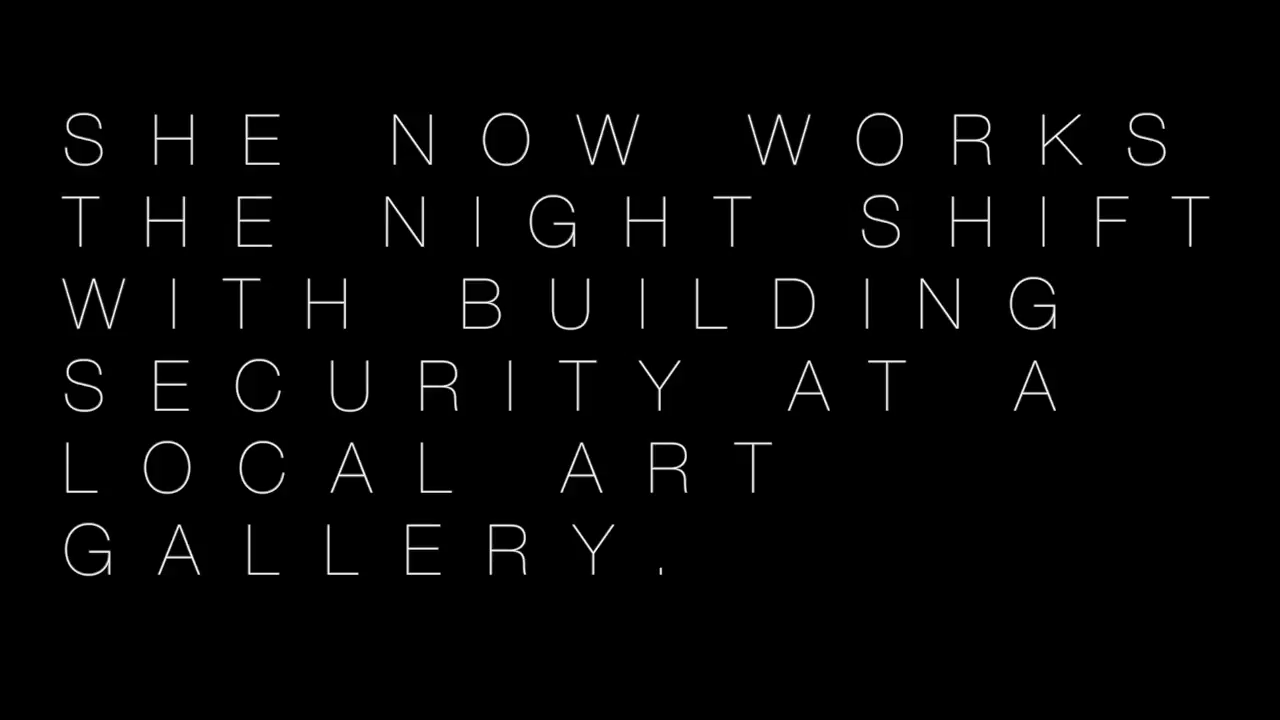 SHE NOW WORKS
THE NIGHT SHIFT
WITH BUILDING
SECURITY AT A
LOCAL ART
GALLERY.